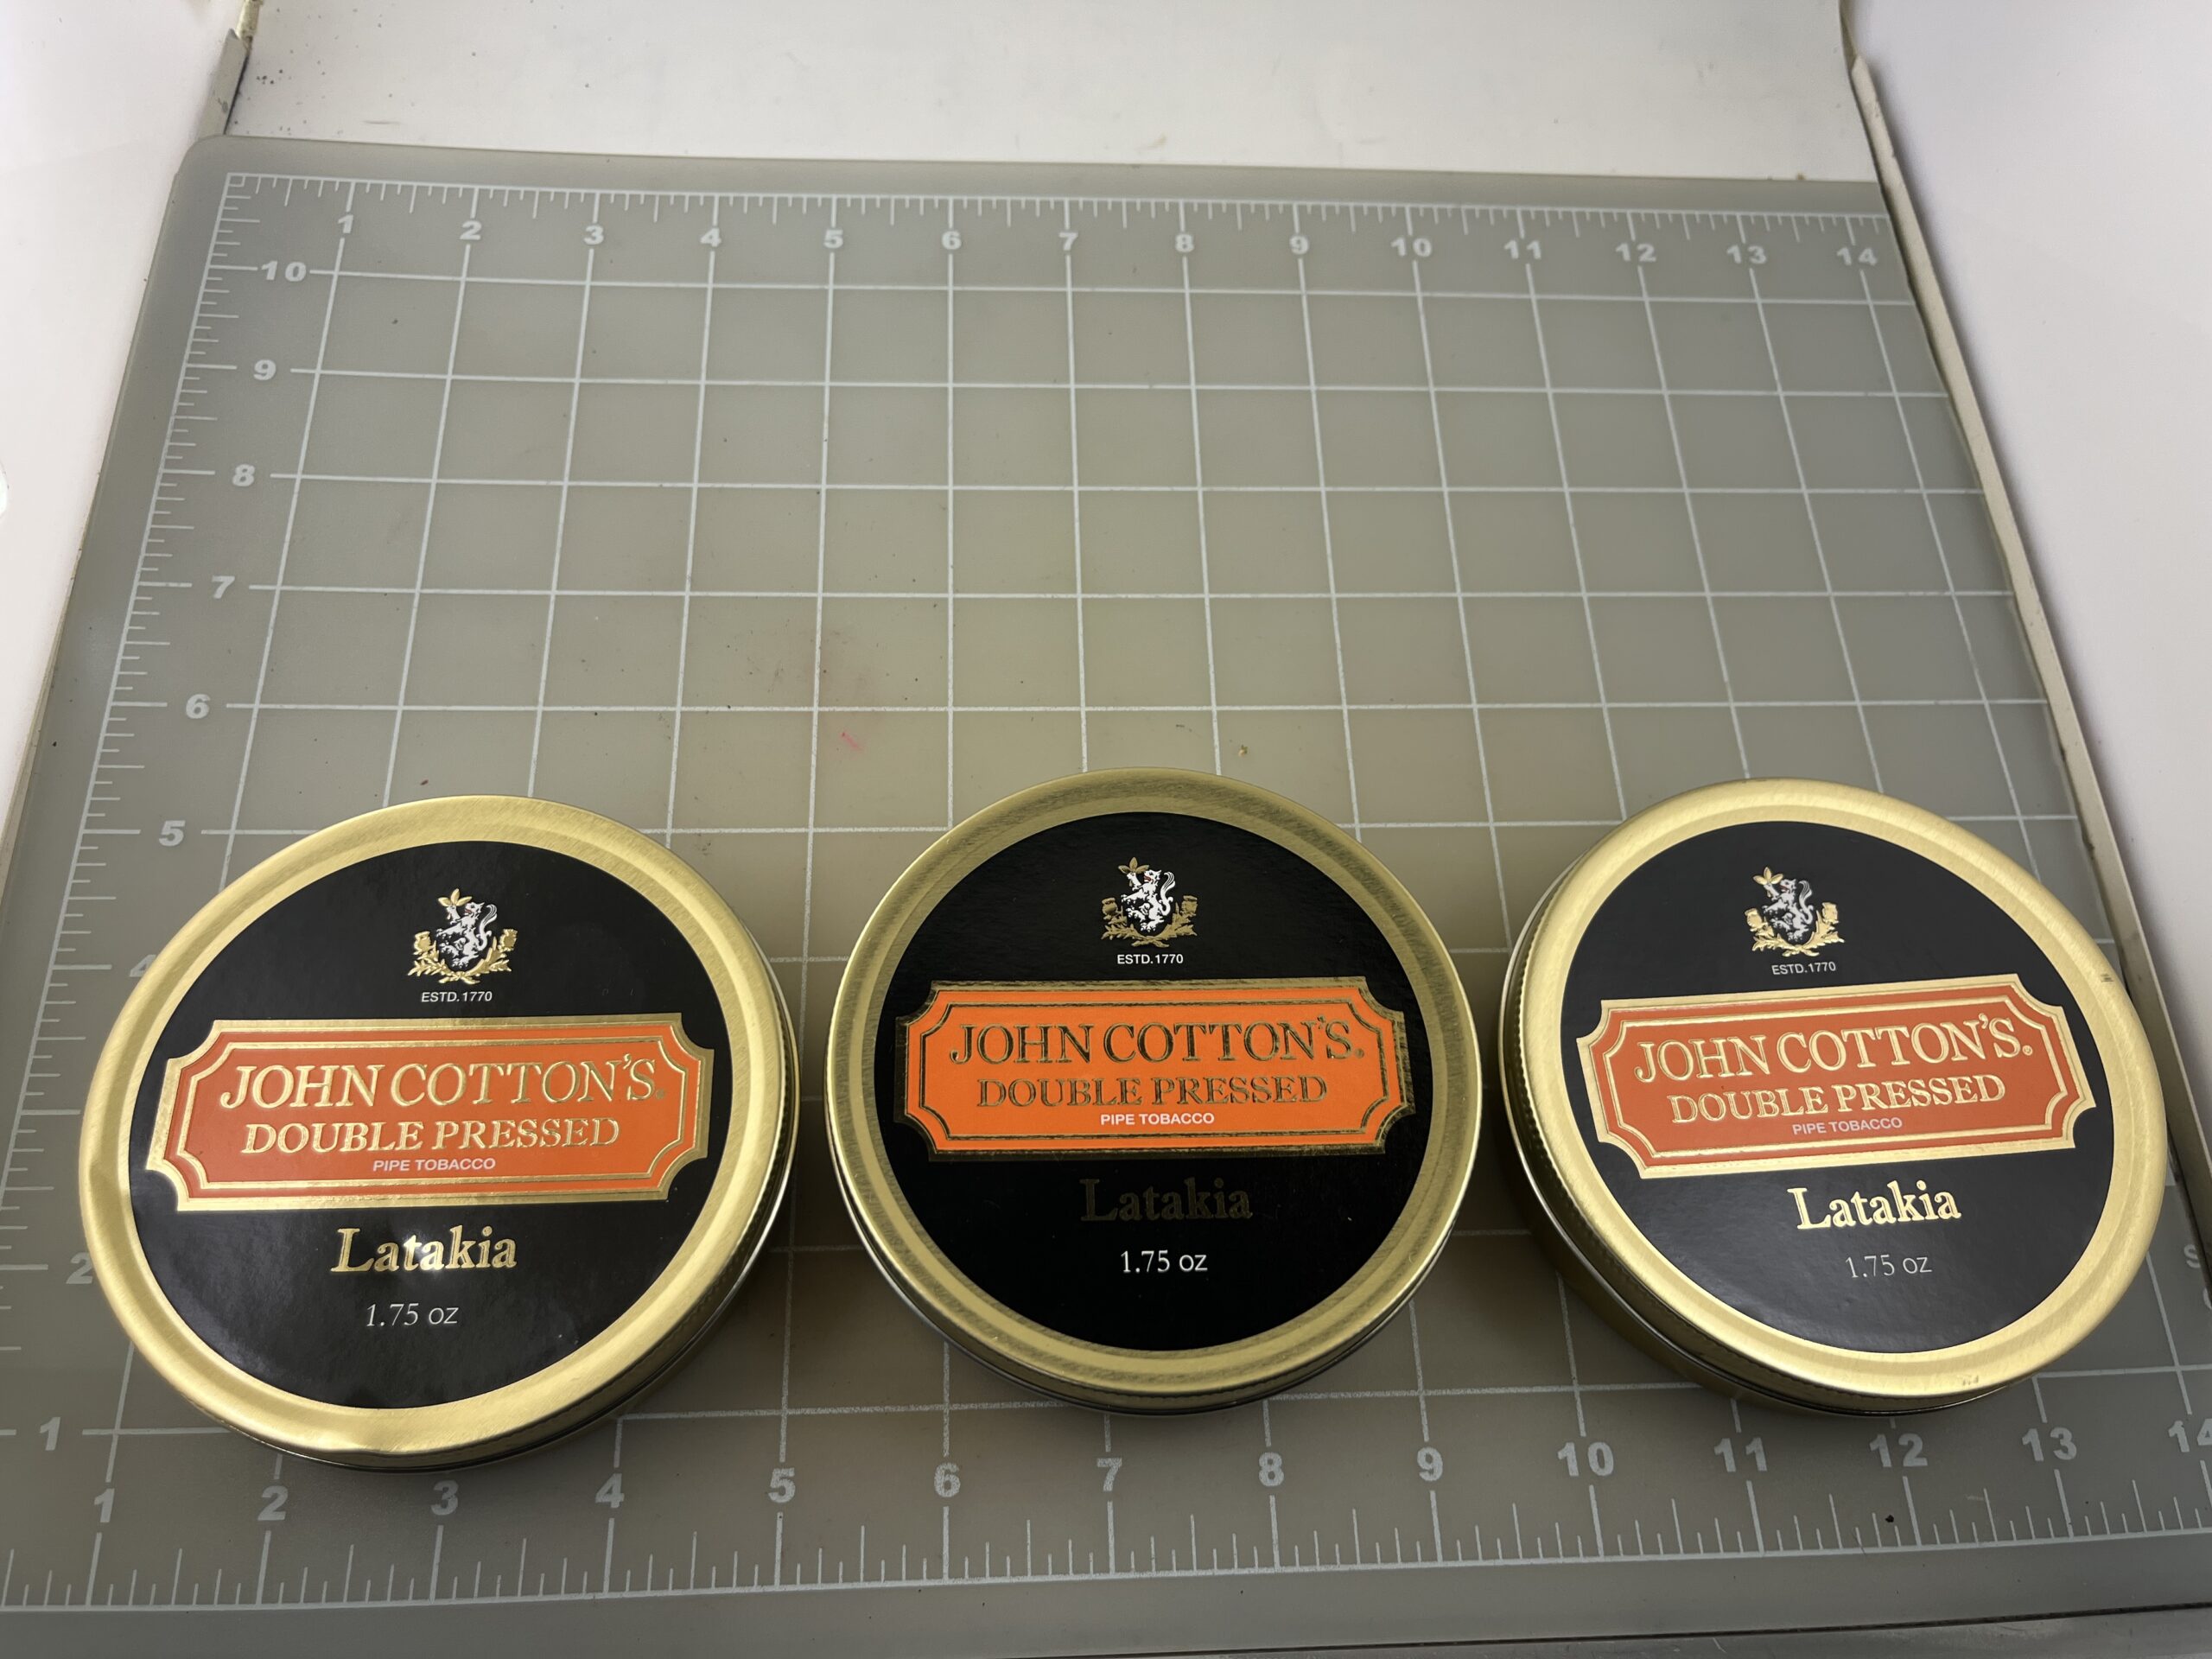 1 2 3 4 5 6 7 8 9 10 11 12 13 14
10
9
8
7
6
5
4
2
1
ESTD.1770
JOHN COTTON'S®
DOUBLE PRESSED
PIPE TOBACCO
Latakia
1.75 oz
ESTD.1770
JOHN COTTON'S®
DOUBLE PRESSED
PIPE TOBACCO
Latakia
1.75 oz
ESTD.1770
JOHN COTTON'S®
DOUBLE PRESSED
PIPE TOBACCO
Latakia
1.75 oz
1 2 3 4 5 6 7 8 9 10 11 12 13 14